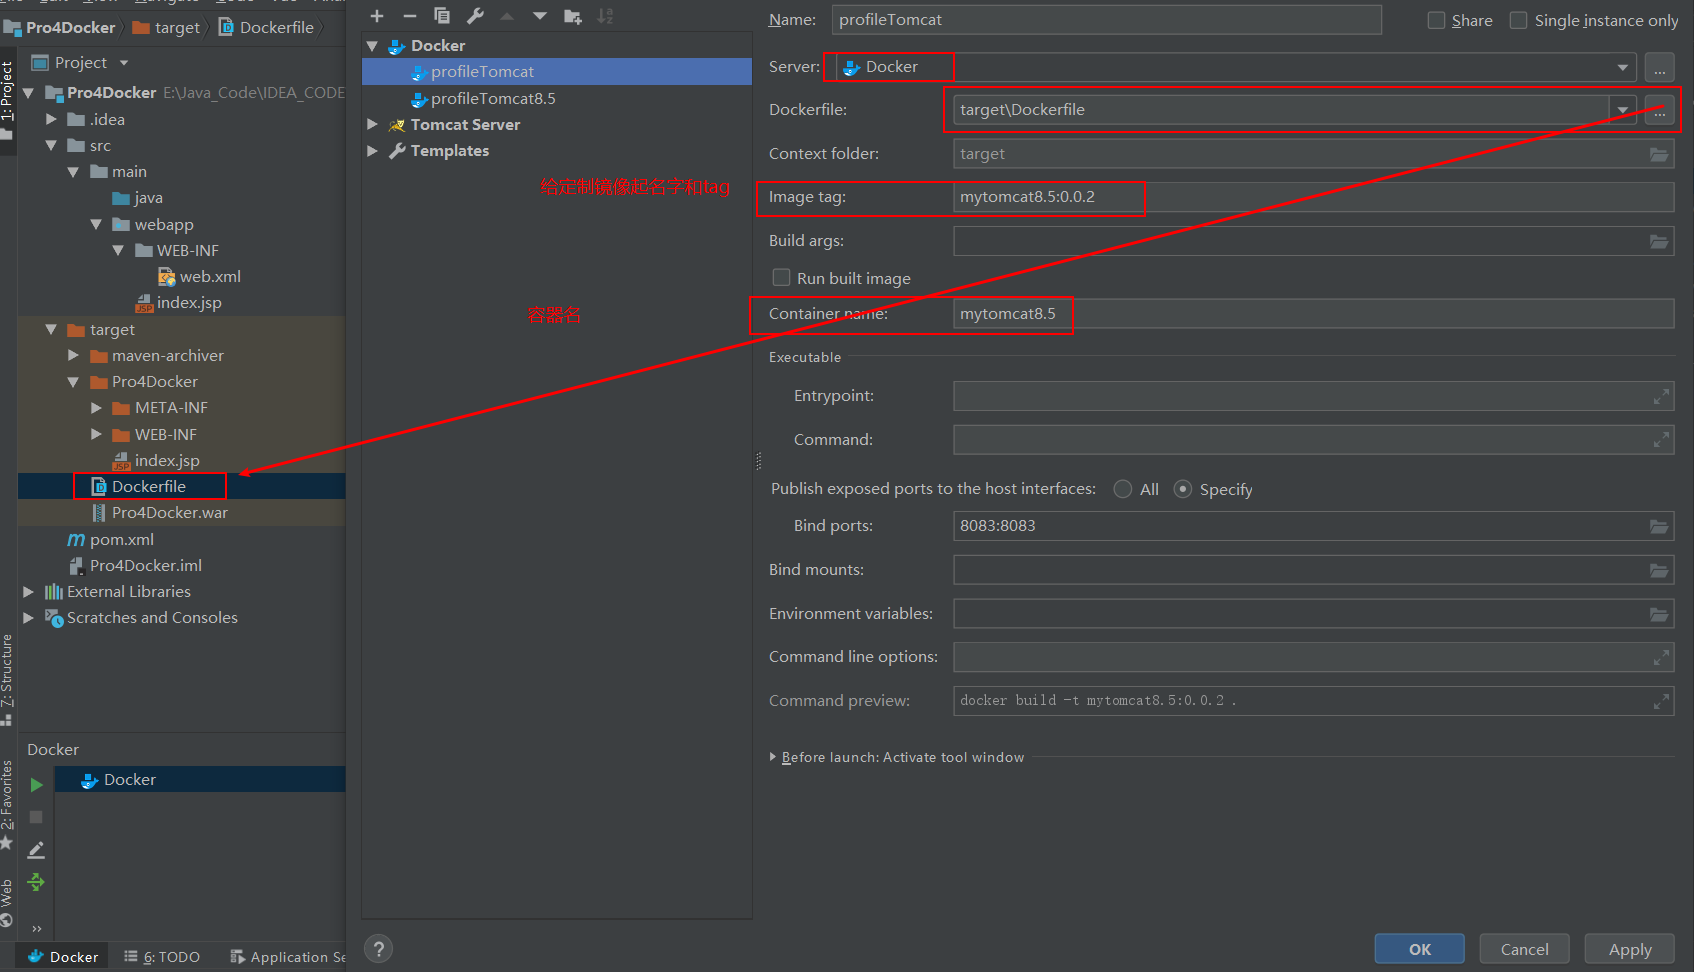 Pro4Docker
target
Dockerfile
Project
Pro4Docker E:\Java_Code\IDEA_CODE
.idea
src
main
java
webapp
WEB-INF
web.xml
index.jsp
target
maven-archiver
Pro4Docker
META-INF
WEB-INF
index.jsp
Dockerfile
Pro4Docker.war
pom.xml
Pro4Docker.iml
External Libraries
Scratches and Consoles
1: Project
7: Structure
2: Favorites
Web
Docker
Docker
Docker
6: TODO
Application Se
Docker
profileTomcat
profileTomcat8.5
Tomcat Server
Templates
给定制镜像起名字和tag
容器名
Name: profileTomcat
Share
Single instance only
Server: Docker
...
Dockerfile: target\Dockerfile
...
Context folder: target
Image tag: mytomcat8.5:0.0.2
Build args:
Run built image
Container name: mytomcat8.5
Executable
Entrypoint:
Command:
Publish exposed ports to the host interfaces: All Specify
Bind ports: 8083:8083
Bind mounts:
Environment variables:
Command line options:
Command preview: docker build -t mytomcat8.5:0.0.2 .
Before launch: Activate tool window
?
OK
Cancel
Apply